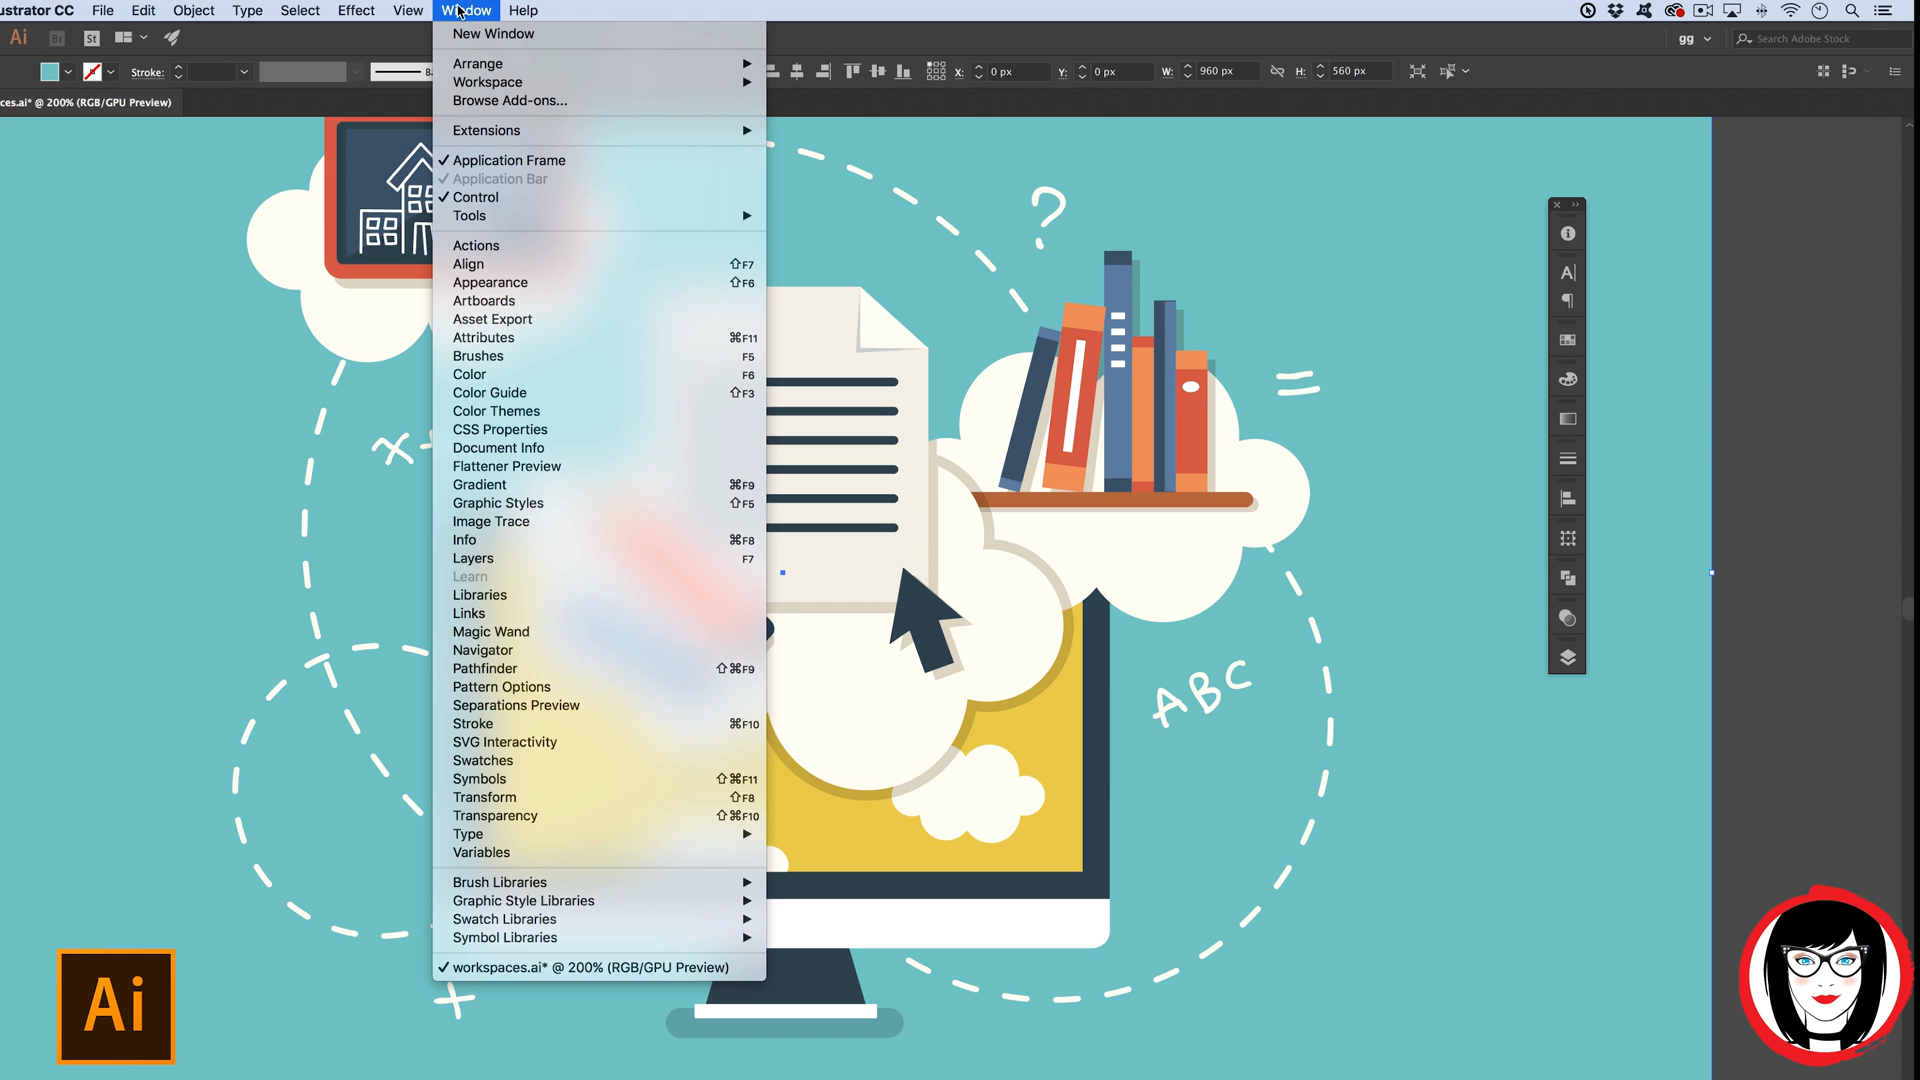 ustrator CC File Edit Object Type Select Effect View Window Help
Ai Br St gg Search Adobe Stock
Stroke: X: 0 px Y: 0 px W: 960 px H: 560 px
ces.ai* @ 200% (RGB/GPU Preview)
New Window
Arrange
Workspace
Browse Add-ons...
Extensions
✓ Application Frame
✓ Application Bar
✓ Control
Tools
Actions
Align ⇧F7
Appearance ⇧F6
Artboards
Asset Export
Attributes ⌘F11
Brushes F5
Color F6
Color Guide ⇧F3
Color Themes
CSS Properties
Document Info
Flattener Preview
Gradient ⌘F9
Graphic Styles ⇧F5
Image Trace
Info ⌘F8
Layers F7
Learn
Libraries
Links
Magic Wand
Navigator
Pathfinder ⇧⌘F9
Pattern Options
Separations Preview
Stroke ⌘F10
SVG Interactivity
Swatches
Symbols ⇧⌘F11
Transform ⇧F8
Transparency ⇧⌘F10
Type
Variables
Brush Libraries
Graphic Style Libraries
Swatch Libraries
Symbol Libraries
✓ workspaces.ai* @ 200% (RGB/GPU Preview)
?
=
x+
ABC
+
Ai